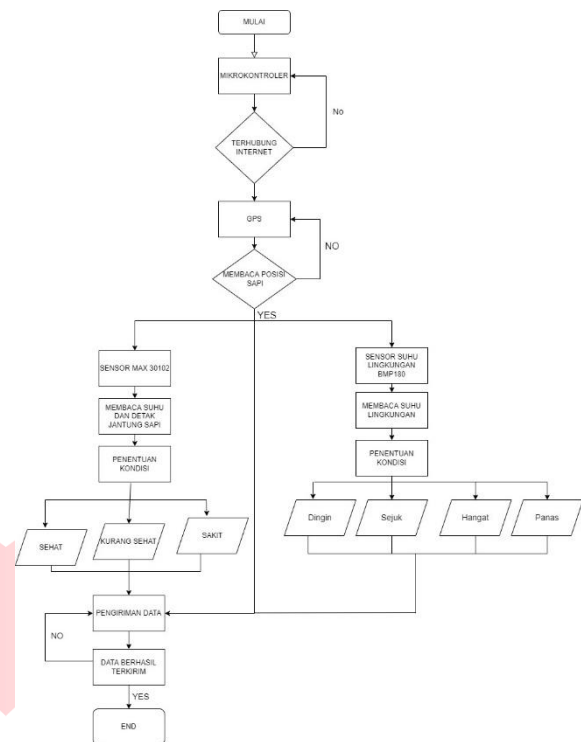 MULAI
MIKROKONTROLER
No
TERHUBUNG
INTERNET
GPS
NO
MEMBACA POSISI
SAPI
YES
SENSOR MAX 30102
SENSOR SUHU
LINGKUNGAN
BMP180
MEMBACA SUHU
DAN DETAK
JANTUNG SAPI
MEMBACA SUHU
LINGKUNGAN
PENENTUAN
KONDISI
PENENTUAN
KONDISI
SEHAT
KURANG SEHAT
SAKIT
Dingin
Sejuk
Hangat
Panas
PENGIRIMAN DATA
NO
DATA BERHASIL
TERKIRIM
YES
END